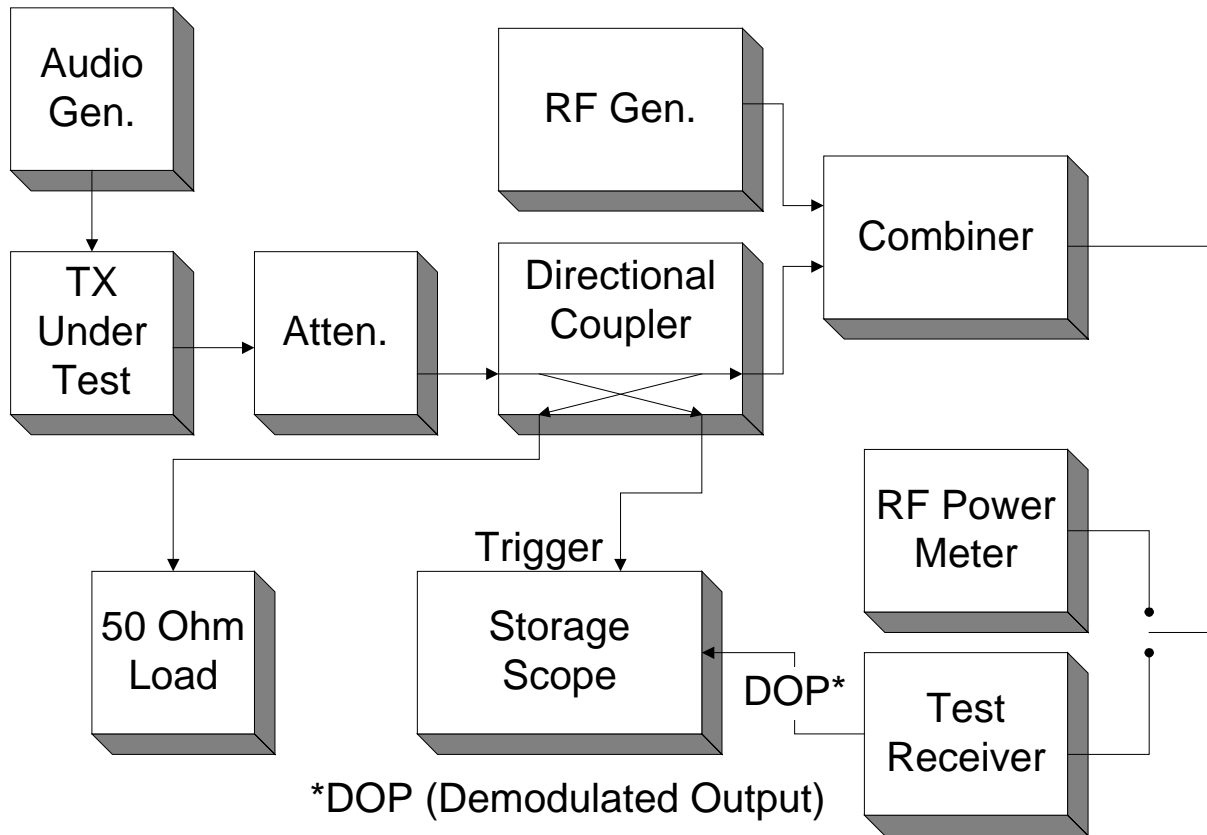 Audio
Gen.
RF Gen.
Combiner
TX
Under
Test
Atten.
Directional
Coupler
RF Power
Meter
Trigger
50 Ohm
Load
Storage
Scope
DOP*
Test
Receiver
*DOP (Demodulated Output)